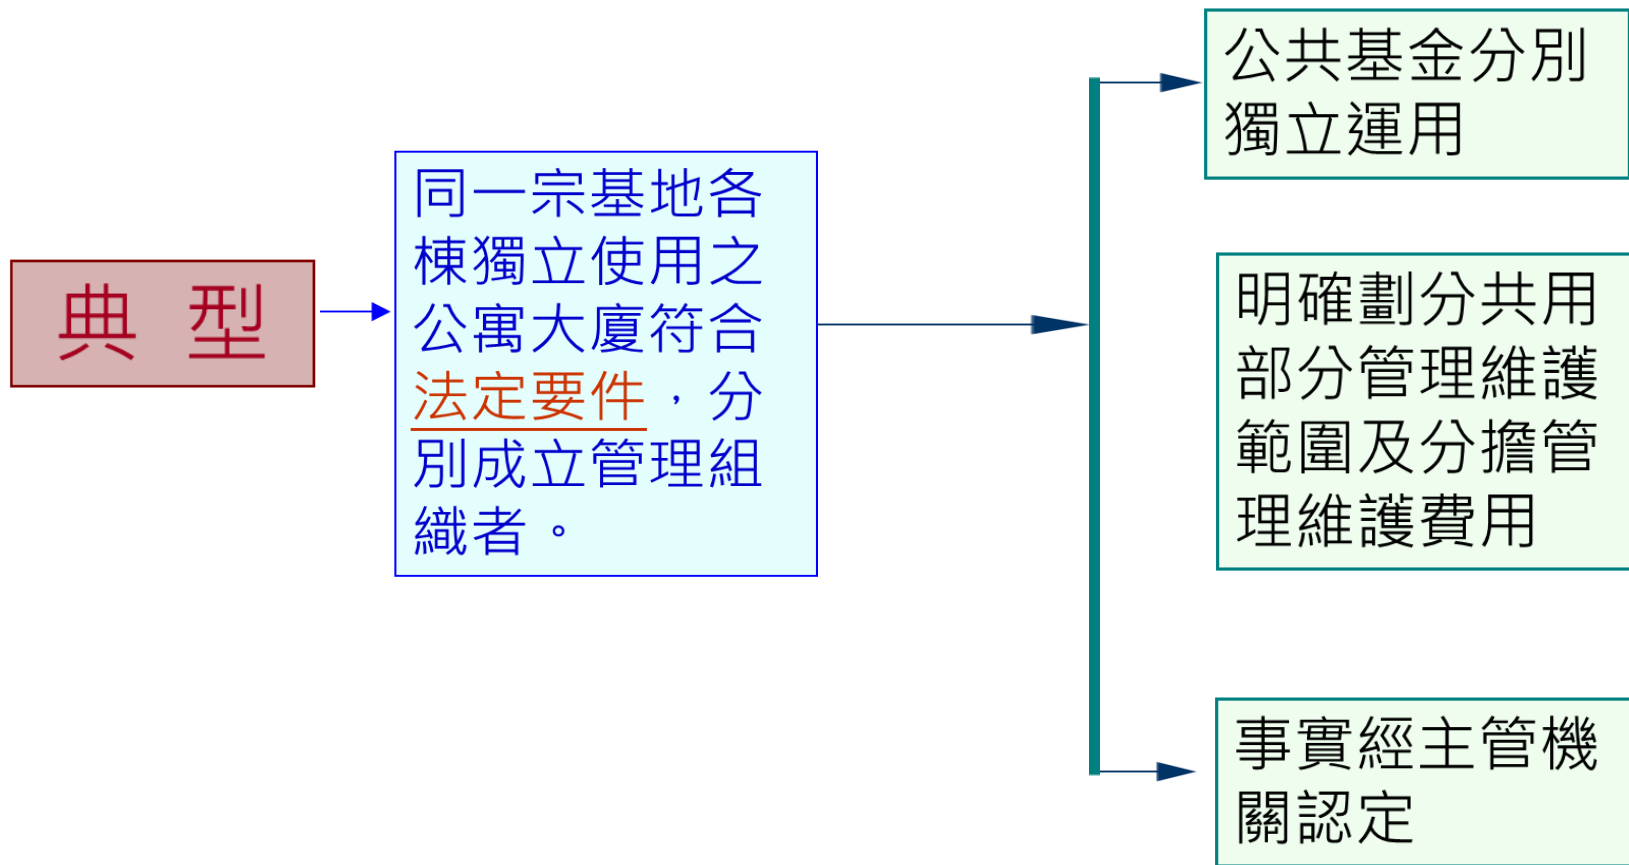 典 型
同一宗基地各
棟獨立使用之
公寓大廈符合
法定要件，分
別成立管理組
織者。
公共基金分別
獨立運用
明確劃分共用
部分管理維護
範圍及分擔管
理維護費用
事實經主管機
關認定